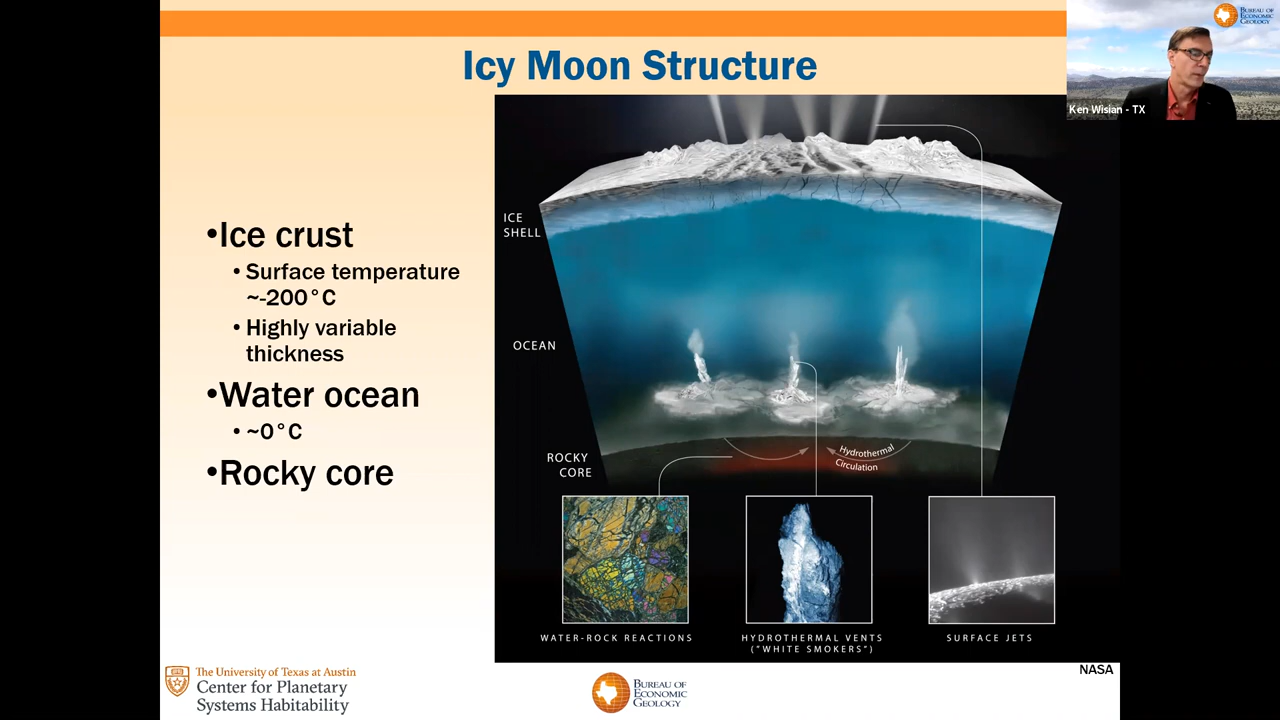 BUREAU OF
ECONOMIC
GEOLOGY
Ken Wisian - TX
Icy Moon Structure
•Ice crust
• Surface temperature
~-200°C
• Highly variable
thickness
•Water ocean
• ~0°C
•Rocky core
ICE
SHELL
OCEAN
ROCKY
CORE
Hydrothermal
Circulation
WATER-ROCK REACTIONS
HYDROTHERMAL VENTS
("WHITE SMOKERS")
SURFACE JETS
NASA
The University of Texas at Austin
Center for Planetary
Systems Habitability
BUREAU OF
ECONOMIC
GEOLOGY